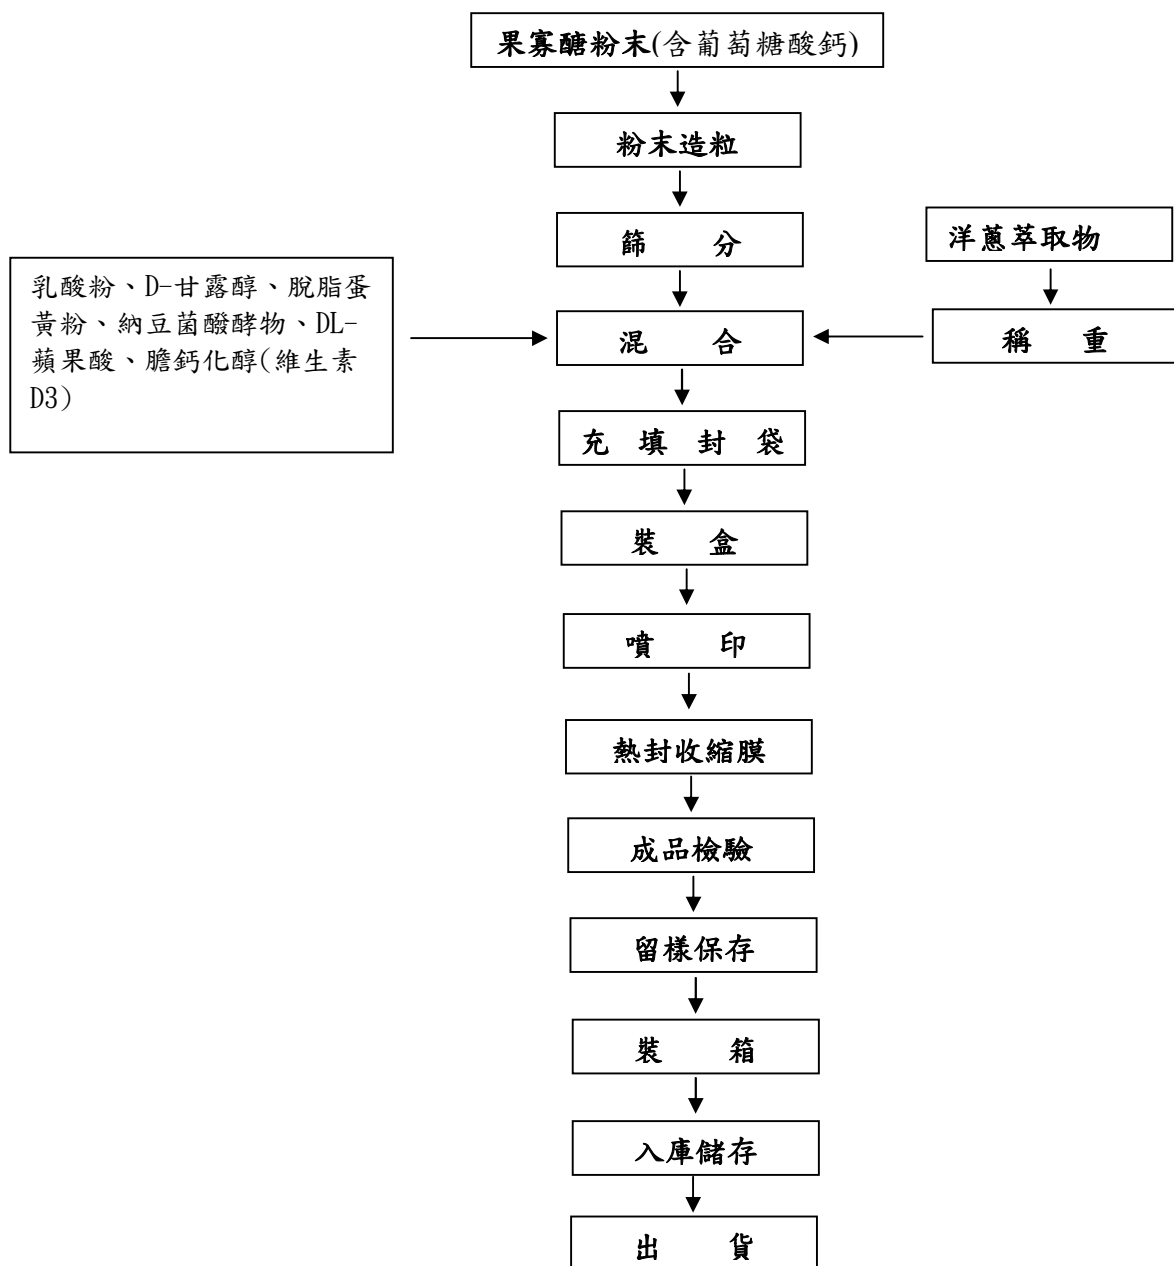 果寡醣粉末(含葡萄糖酸鈣)
粉末造粒
篩 分
洋蔥萃取物
乳酸粉、D-甘露醇、脫脂蛋
黃粉、納豆菌醱酵物、DL-
蘋果酸、膽鈣化醇(維生素
D3)
混 合
稱 重
充 填 封 袋
裝 盒
噴 印
熱封收縮膜
成品檢驗
留樣保存
裝 箱
入庫儲存
出 貨